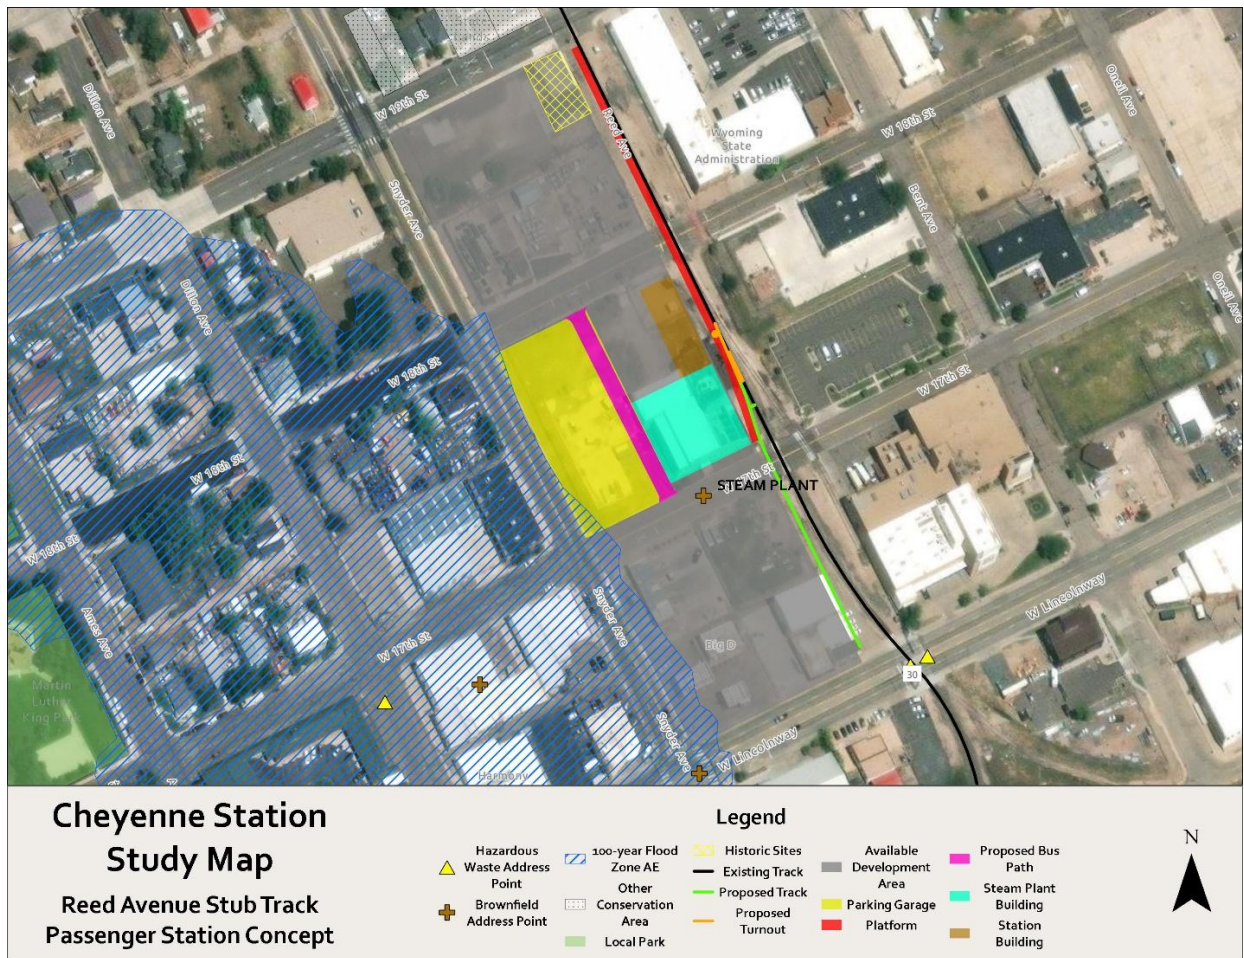 Oneil Ave
Dillon Ave
W 19th St
Reed Ave
W 18th St
Wyoming
State
Administration
Snyder Ave
Bent Ave
Oneil Ave
Dillon Ave
W 18th St
W 17th St
W 18th St
STEAM PLANT
W 17th St
W 18th St
Ames Ave
Snyder Ave
W Lincolnway
W 17th St
Big D
30
Martin
Luther
King Park
Snyder Ave
W Lincolnway
Harmony
Cheyenne Station
Study Map
Reed Avenue Stub Track
Passenger Station Concept
Legend
Hazardous
Waste Address
Point
Brownfield
Address Point
100-year Flood
Zone AE
Other
Conservation
Area
Local Park
Historic Sites
Existing Track
Proposed Track
Proposed
Turnout
Available
Development
Area
Parking Garage
Platform
Proposed Bus
Path
Steam Plant
Building
Station
Building
N